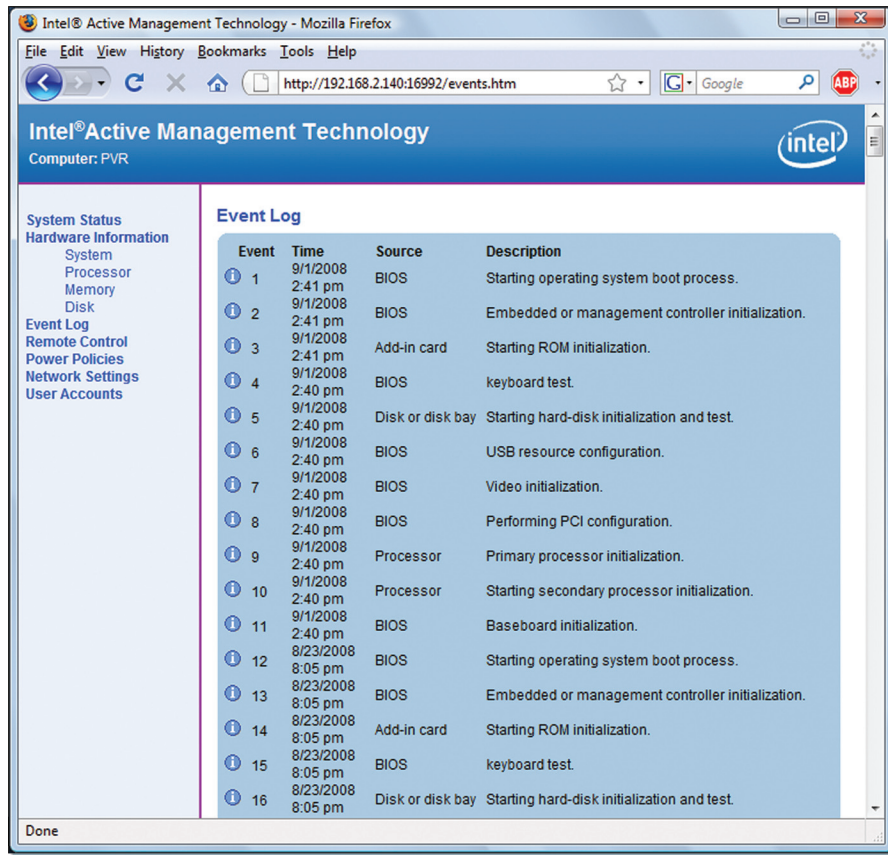 Intel® Active Management Technology - Mozilla Firefox
File Edit View History Bookmarks Tools Help
http://192.168.2.140:16992/events.htm
G Google
ABP
Intel®Active Management Technology
Computer: PVR
intel
System Status
Hardware Information
System
Processor
Memory
Disk
Event Log
Remote Control
Power Policies
Network Settings
User Accounts
Event Log
Event Time Source Description
1 9/1/2008 2:41 pm BIOS Starting operating system boot process.
2 9/1/2008 2:41 pm BIOS Embedded or management controller initialization.
3 9/1/2008 2:41 pm Add-in card Starting ROM initialization.
4 9/1/2008 2:40 pm BIOS keyboard test.
5 9/1/2008 2:40 pm Disk or disk bay Starting hard-disk initialization and test.
6 9/1/2008 2:40 pm BIOS USB resource configuration.
7 9/1/2008 2:40 pm BIOS Video initialization.
8 9/1/2008 2:40 pm BIOS Performing PCI configuration.
9 9/1/2008 2:40 pm Processor Primary processor initialization.
10 9/1/2008 2:40 pm Processor Starting secondary processor initialization.
11 9/1/2008 2:40 pm BIOS Baseboard initialization.
12 8/23/2008 8:05 pm BIOS Starting operating system boot process.
13 8/23/2008 8:05 pm BIOS Embedded or management controller initialization.
14 8/23/2008 8:05 pm Add-in card Starting ROM initialization.
15 8/23/2008 8:05 pm BIOS keyboard test.
16 8/23/2008 8:05 pm Disk or disk bay Starting hard-disk initialization and test.
Done